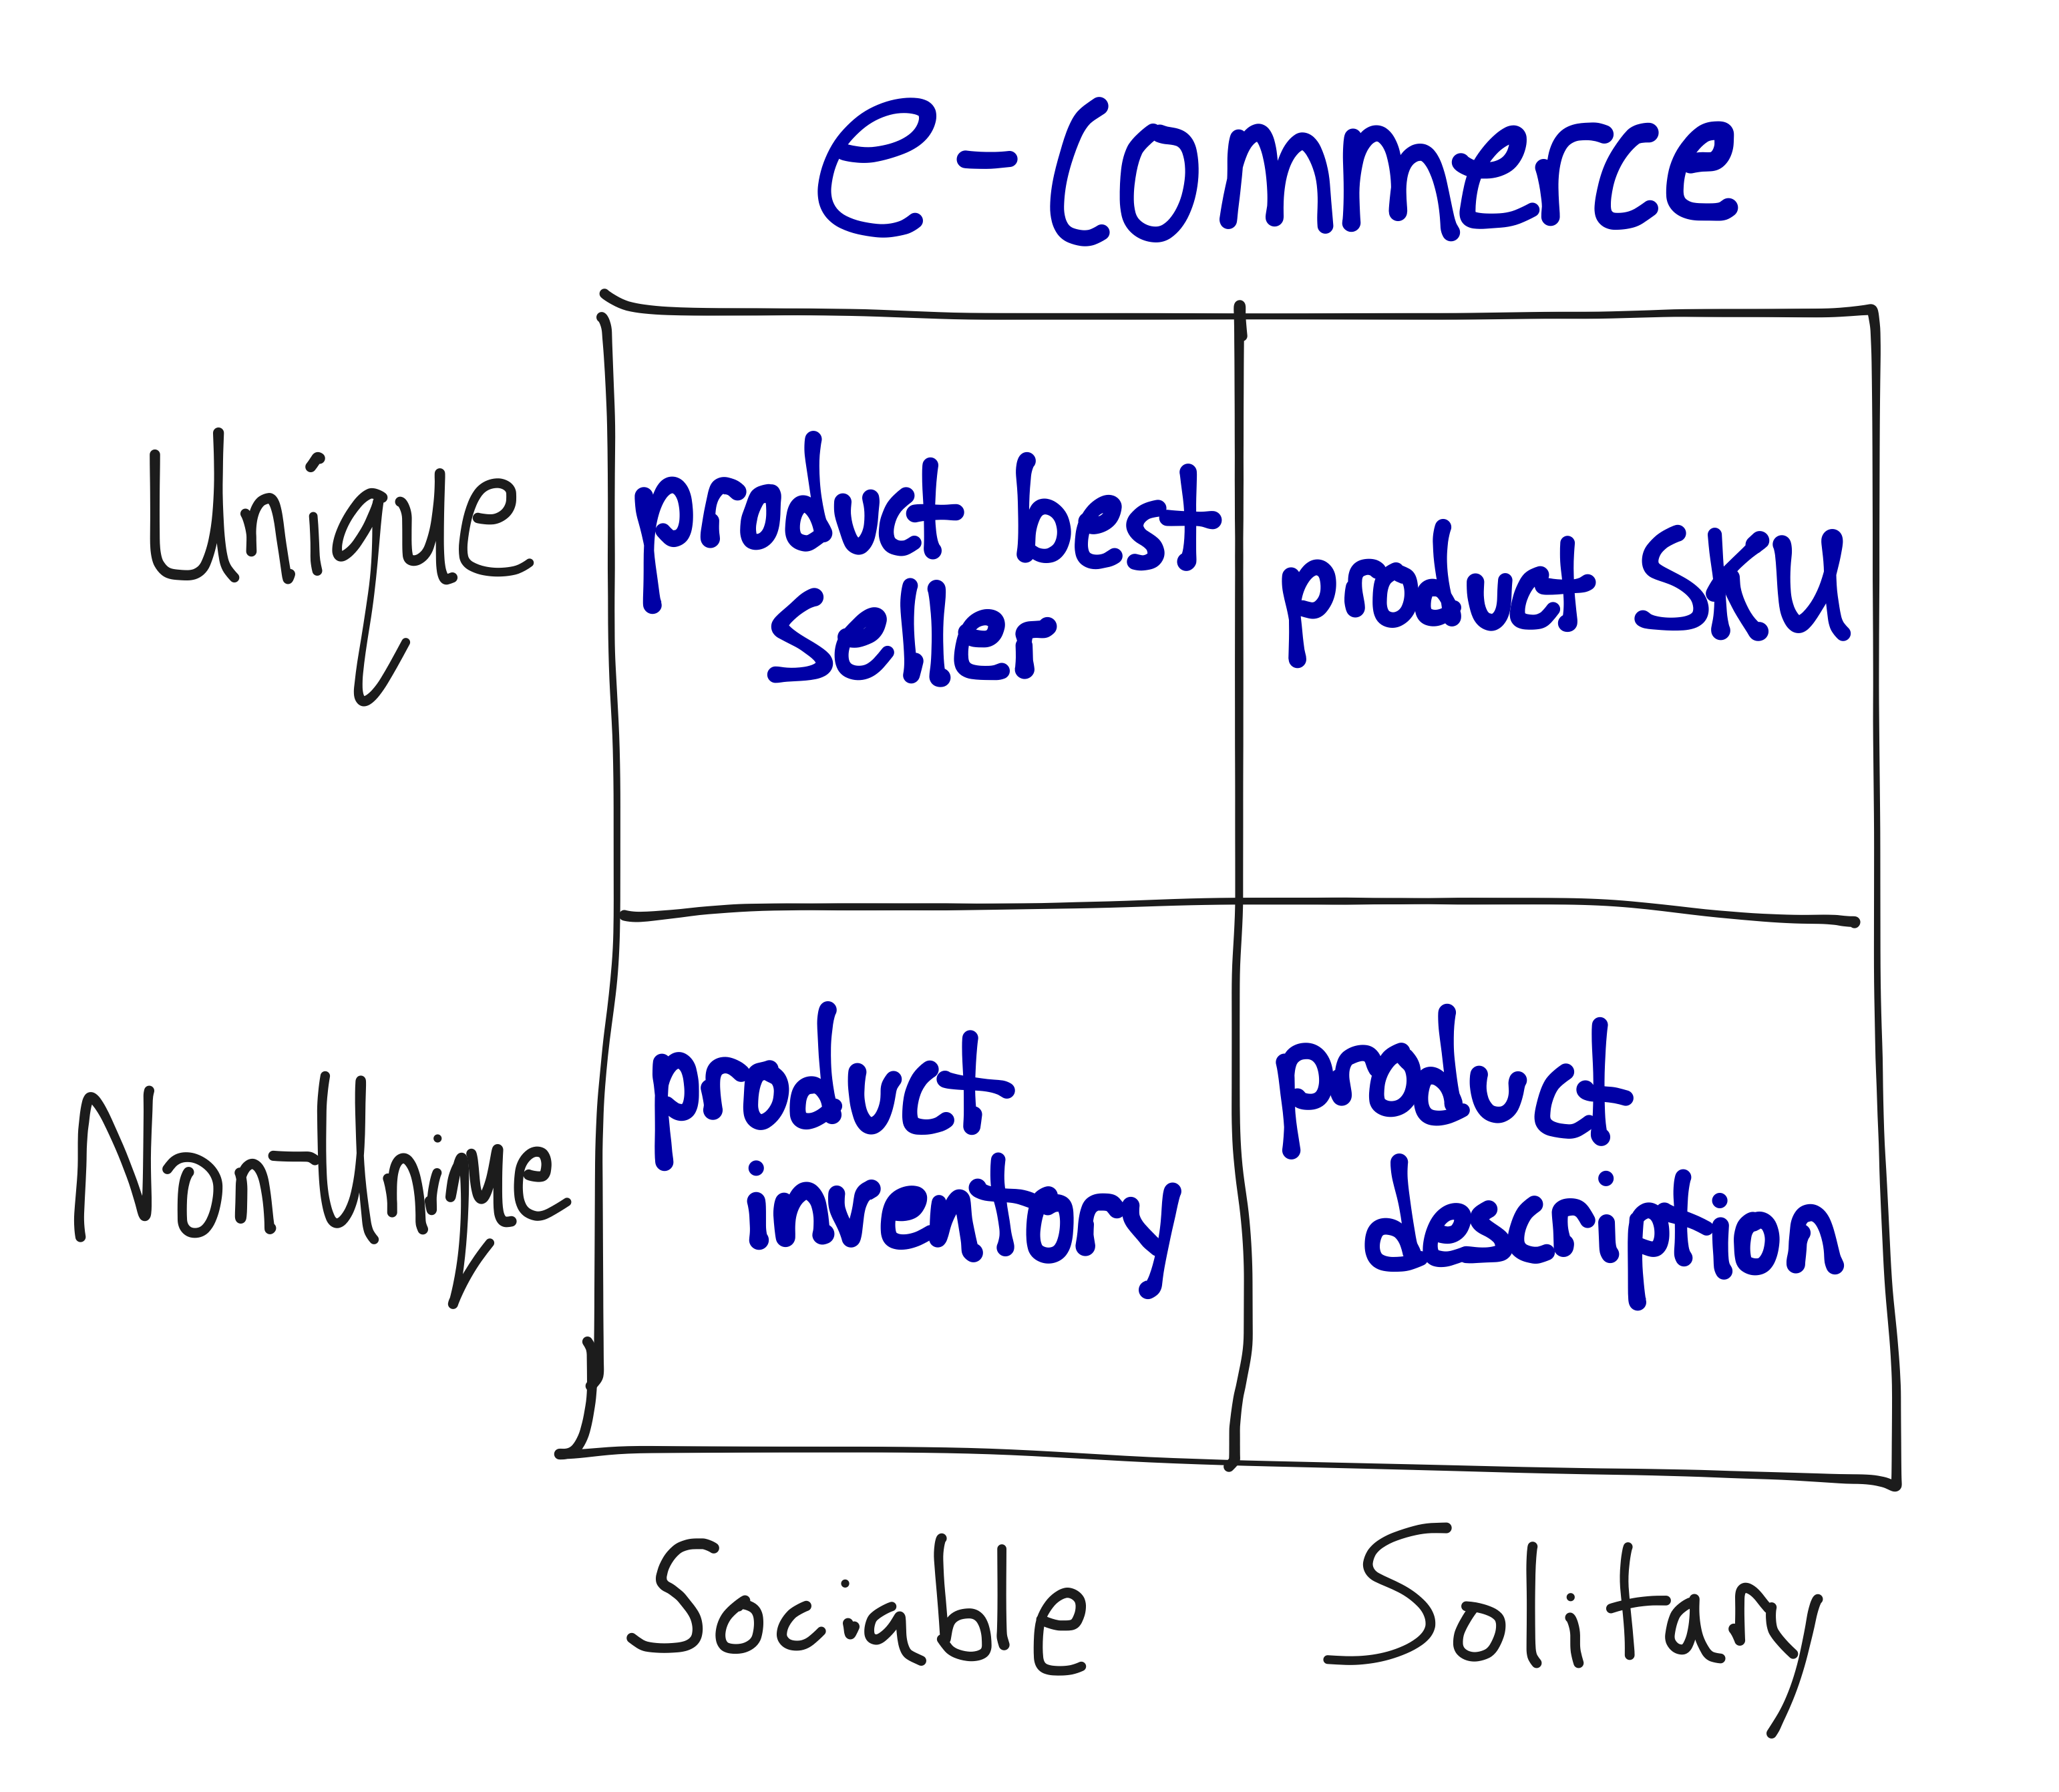 e-commerce
Unique
product best
seller
product SKU
Non-Unique
product
inventory
product
description
Sociable
Solitary